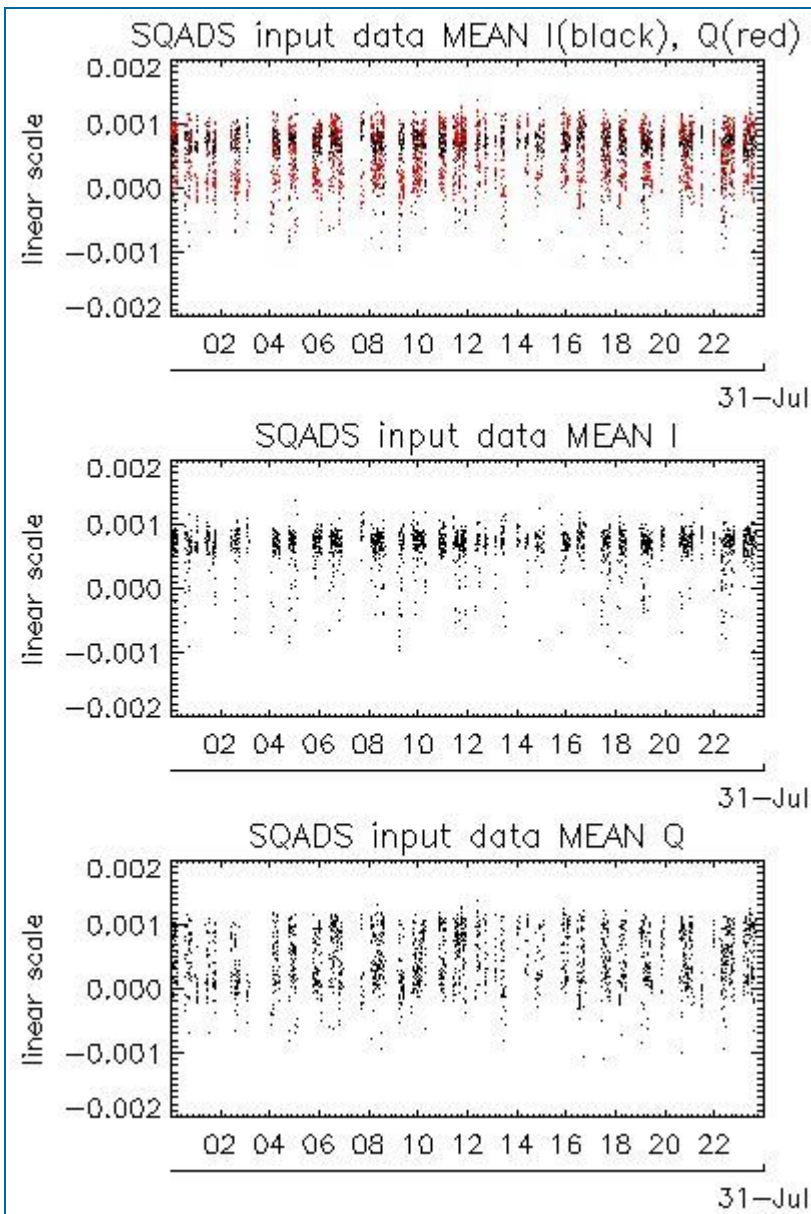 SQADS input data MEAN I(black), Q(red)
0.002
0.001
0.000
−0.001
−0.002
linear scale
02 04 06 08 10 12 14 16 18 20 22
31−Jul
SQADS input data MEAN I
0.002
0.001
0.000
−0.001
−0.002
linear scale
02 04 06 08 10 12 14 16 18 20 22
31−Jul
SQADS input data MEAN Q
0.002
0.001
0.000
−0.001
−0.002
linear scale
02 04 06 08 10 12 14 16 18 20 22
31−Jul